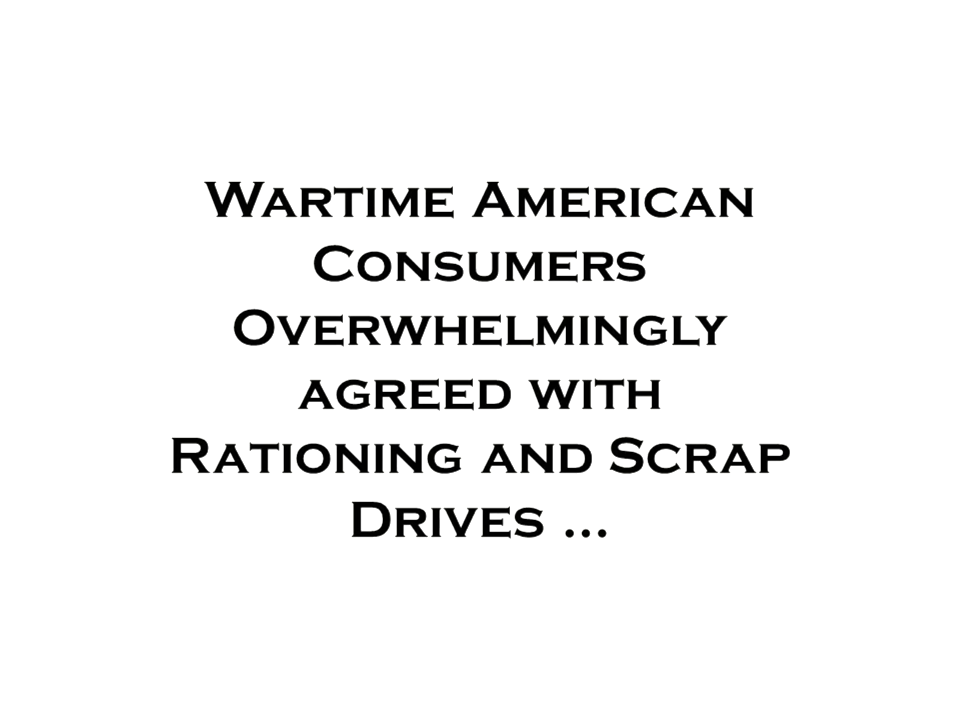 Wartime American
Consumers
Overwhelmingly
agreed with
Rationing and Scrap
Drives ...